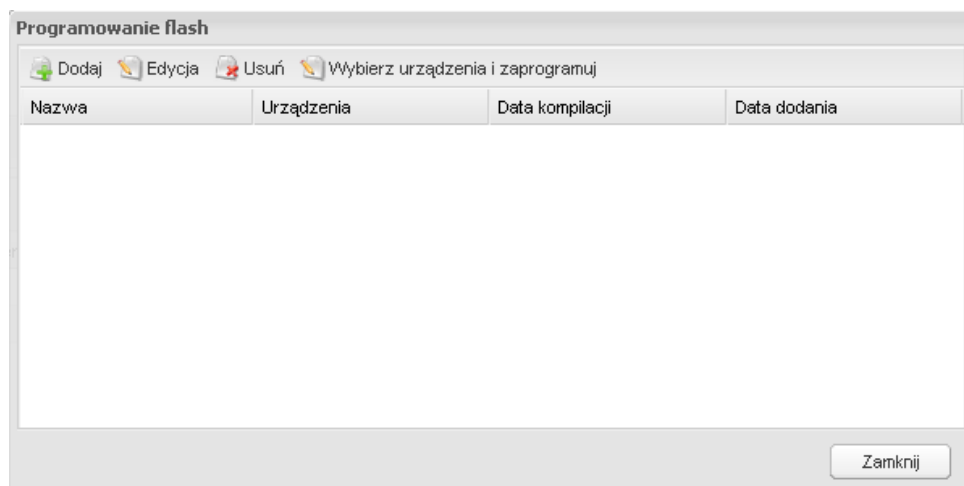 Programowanie flash
Dodaj Edycja Usuń Wybierz urządzenia i zaprogramuj
Nazwa Urządzenia Data kompilacji Data dodania
Zamknij